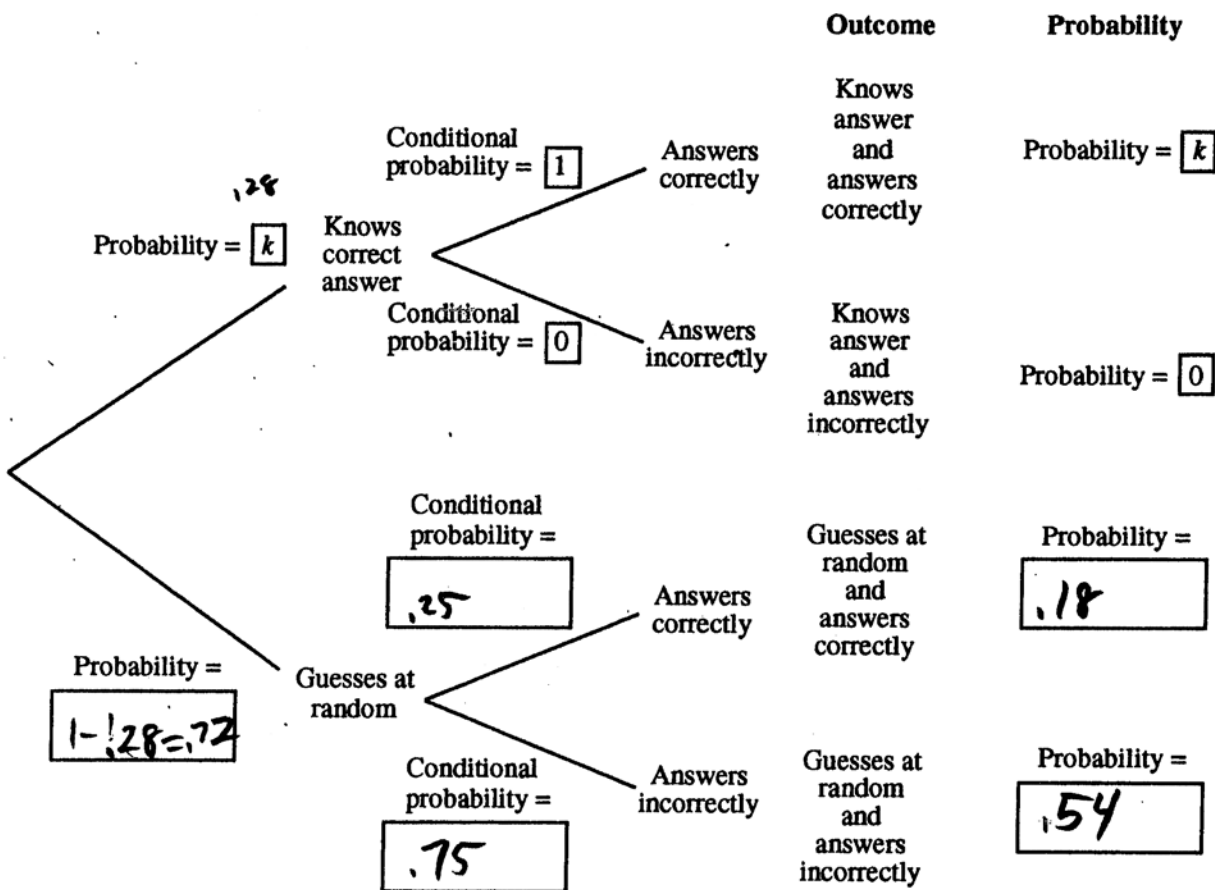 Outcome Probability
Knows
answer
and
answers
correctly
Conditional
probability = 1
Answers
correctly
Probability = k
.28
Probability = k
Knows
correct
answer
Conditional
probability = 0
Answers
incorrectly
Knows
answer
and
answers
incorrectly
Probability = 0
Conditional
probability =
.25
Answers
correctly
Guesses at
random
and
answers
correctly
Probability =
.18
Probability =
1-.28=.72
Guesses at
random
Conditional
probability =
.75
Answers
incorrectly
Guesses at
random
and
answers
incorrectly
Probability =
.54